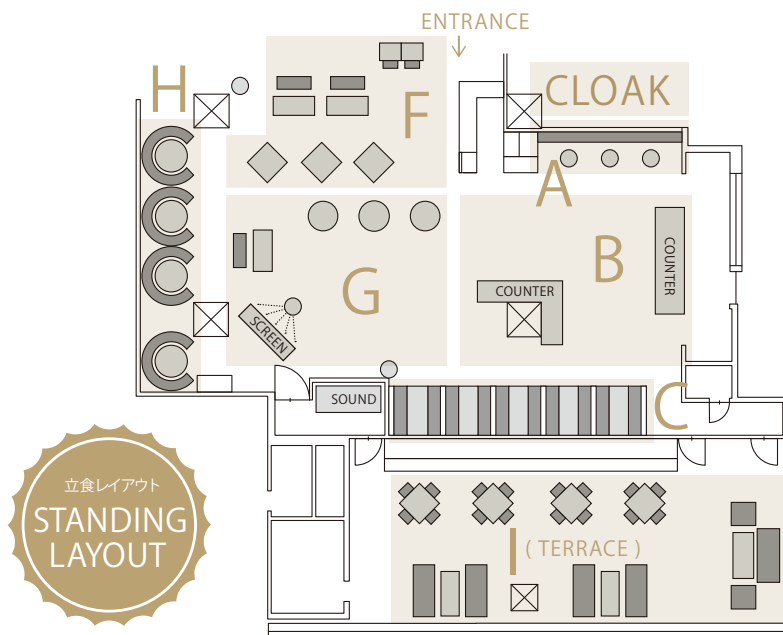 ENTRANCE
H
CLOAK
F
A
B
COUNTER
COUNTER
G
SCREEN
SOUND
C
立食レイアウト
STANDING
LAYOUT
I ( TERRACE )